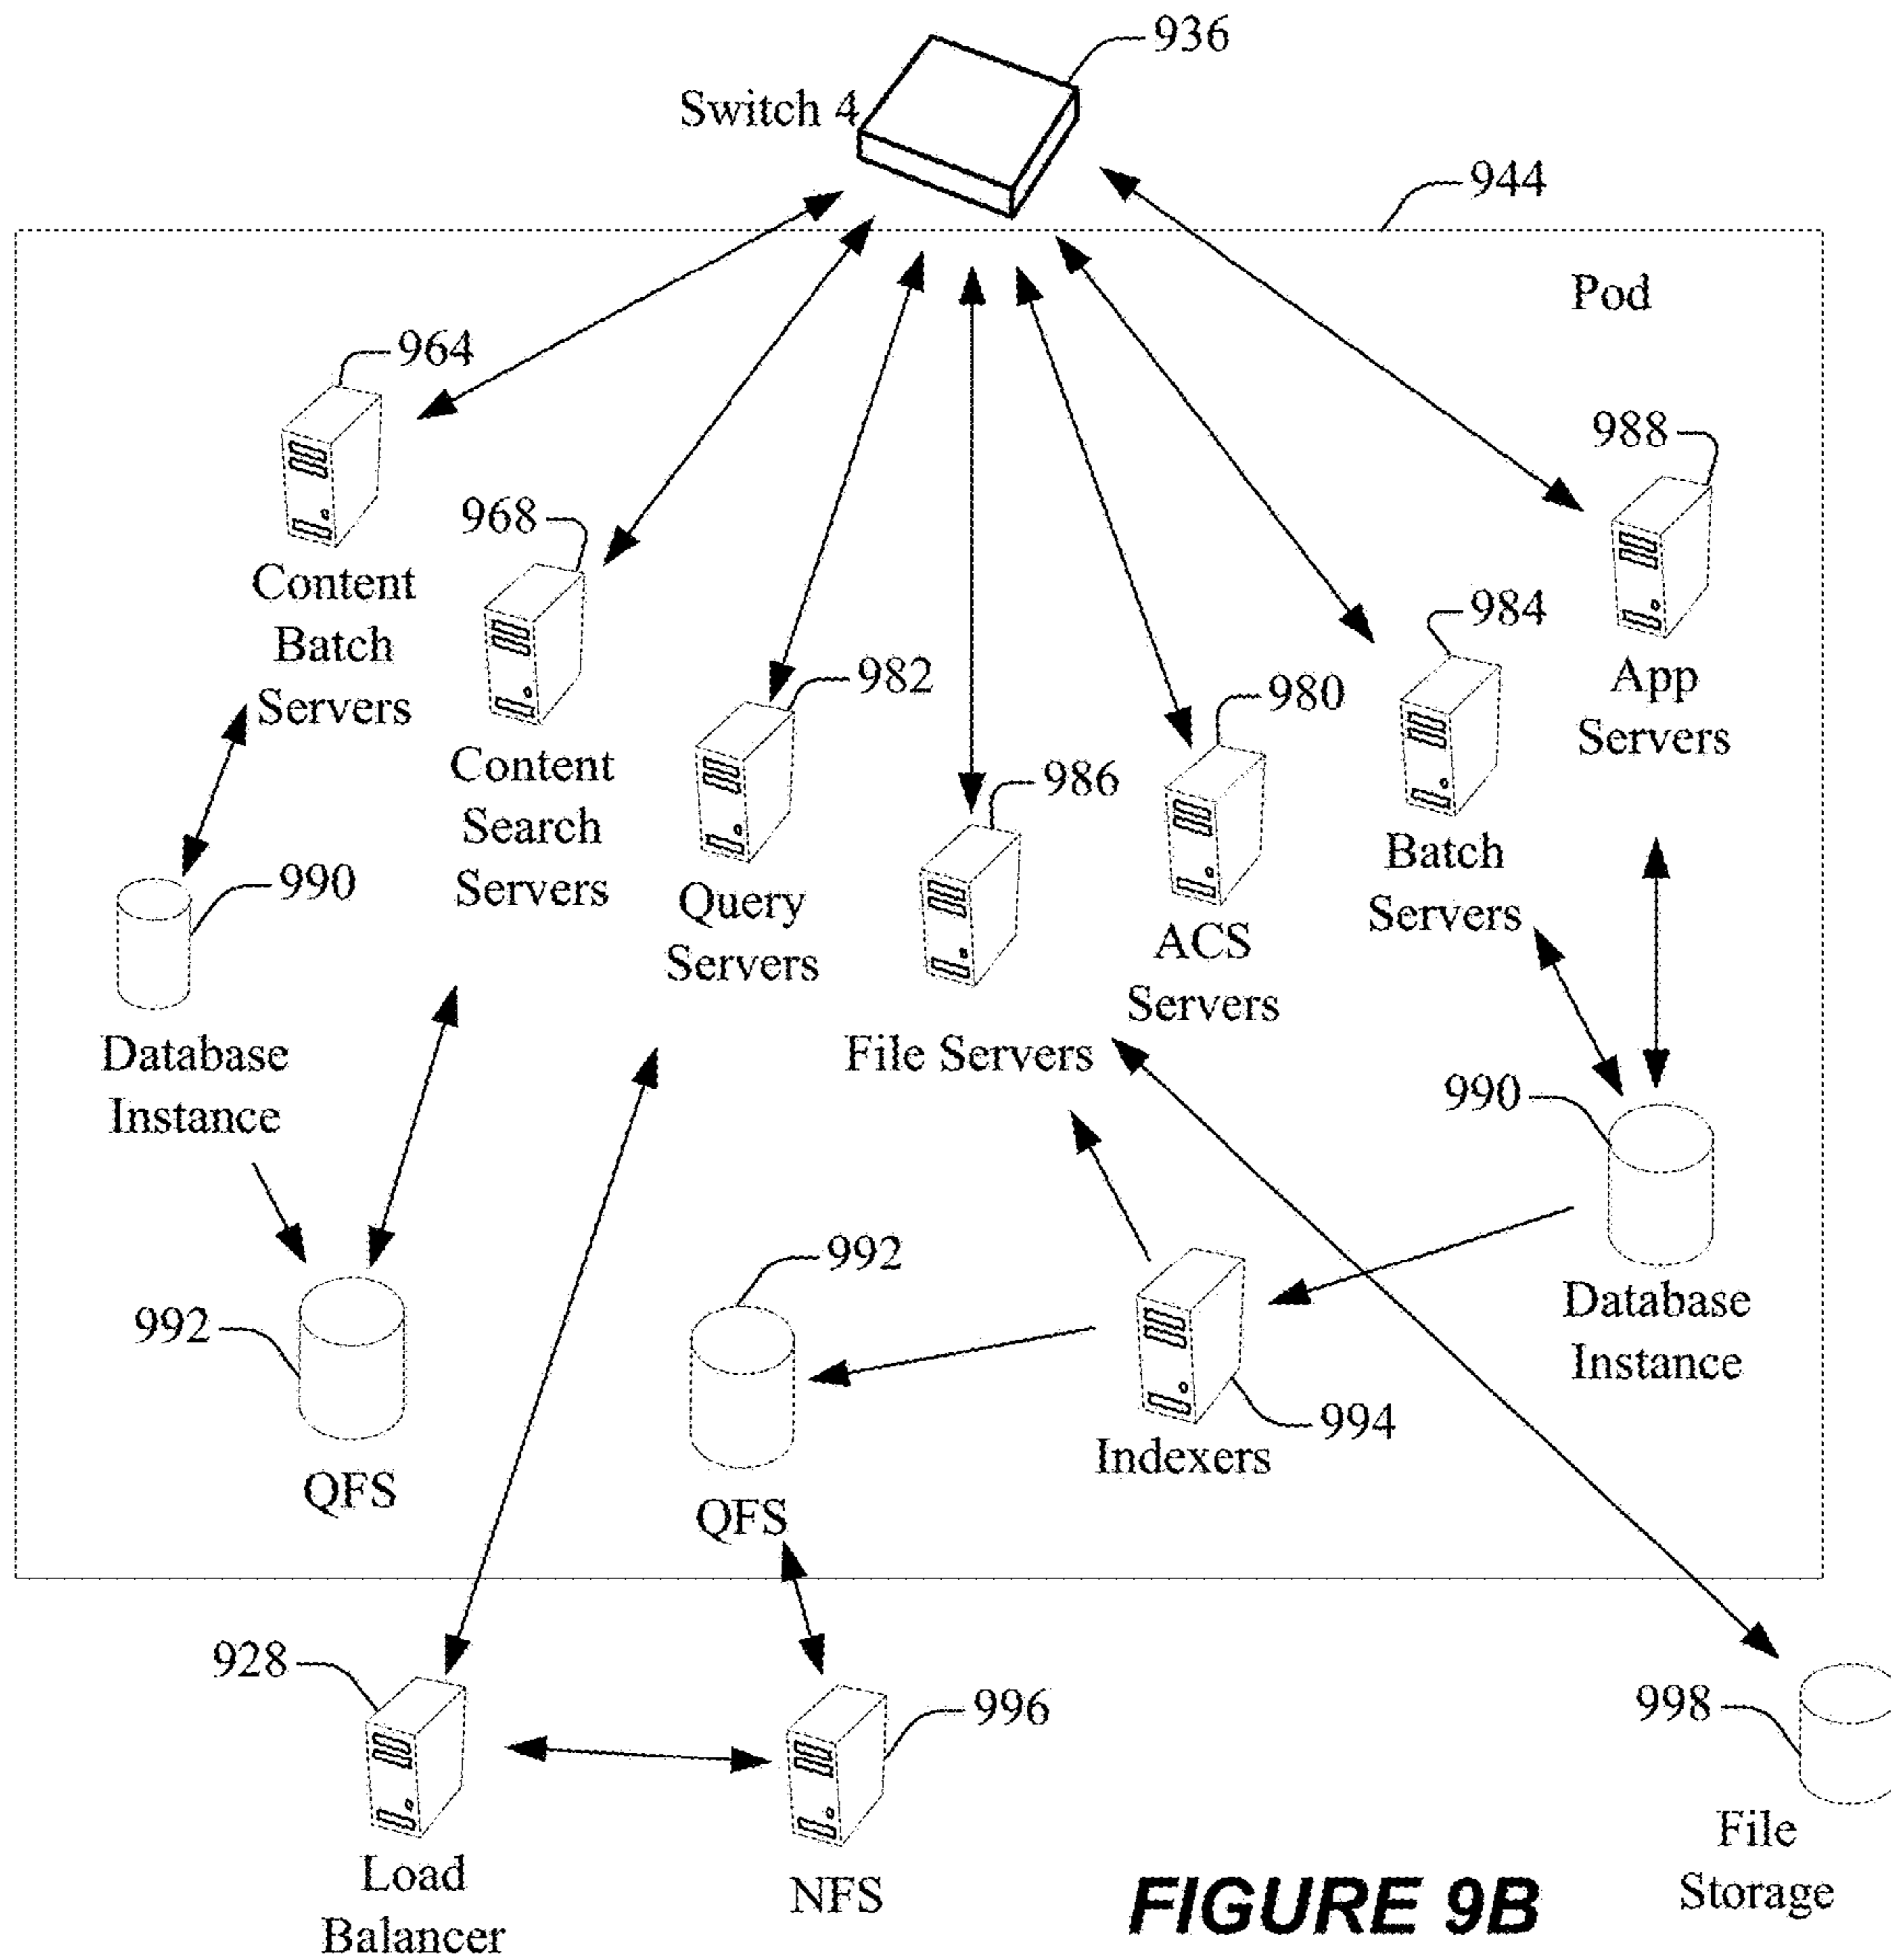 936
Switch 4
944
Pod
964
988
968
Content
Batch
Servers
984
982
980
App
Servers
Content
Search
Servers
986
Batch
Servers
990
Query
Servers
ACS
Servers
Database
Instance
File Servers
990
992
992
Database
Instance
994
Indexers
QFS
QFS
928
996
998
Load
Balancer
NFS
File
Storage
FIGURE 9B